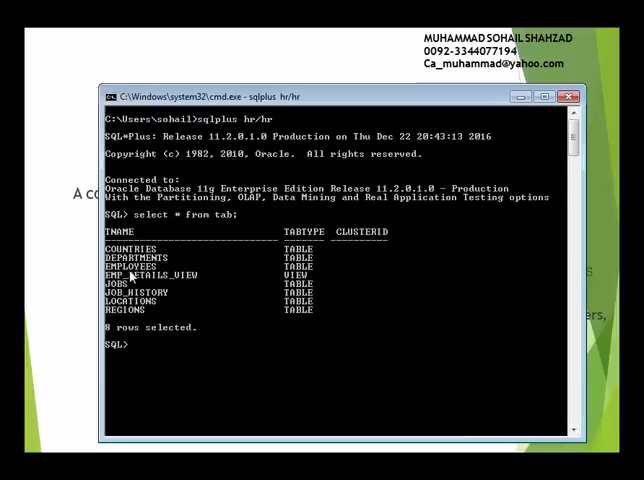 MUHAMMAD SOHAIL SHAHZAD
0092-3344077194
Ca_muhammad@yahoo.com
C:\Windows\system32\cmd.exe - sqlplus hr/hr
C:\Users\sohail>sqlplus hr/hr
SQL*Plus: Release 11.2.0.1.0 Production on Thu Dec 22 20:43:13 2016
Copyright (c) 1982, 2010, Oracle.  All rights reserved.
Connected to:
Oracle Database 11g Enterprise Edition Release 11.2.0.1.0 - Production
With the Partitioning, OLAP, Data Mining and Real Application Testing options
SQL> select * from tab;
TNAME TABTYPE CLUSTERID
COUNTRIES TABLE
DEPARTMENTS TABLE
EMPLOYEES TABLE
EMP_DETAILS_VIEW VIEW
JOBS TABLE
JOB_HISTORY TABLE
LOCATIONS TABLE
REGIONS TABLE
8 rows selected.
SQL>